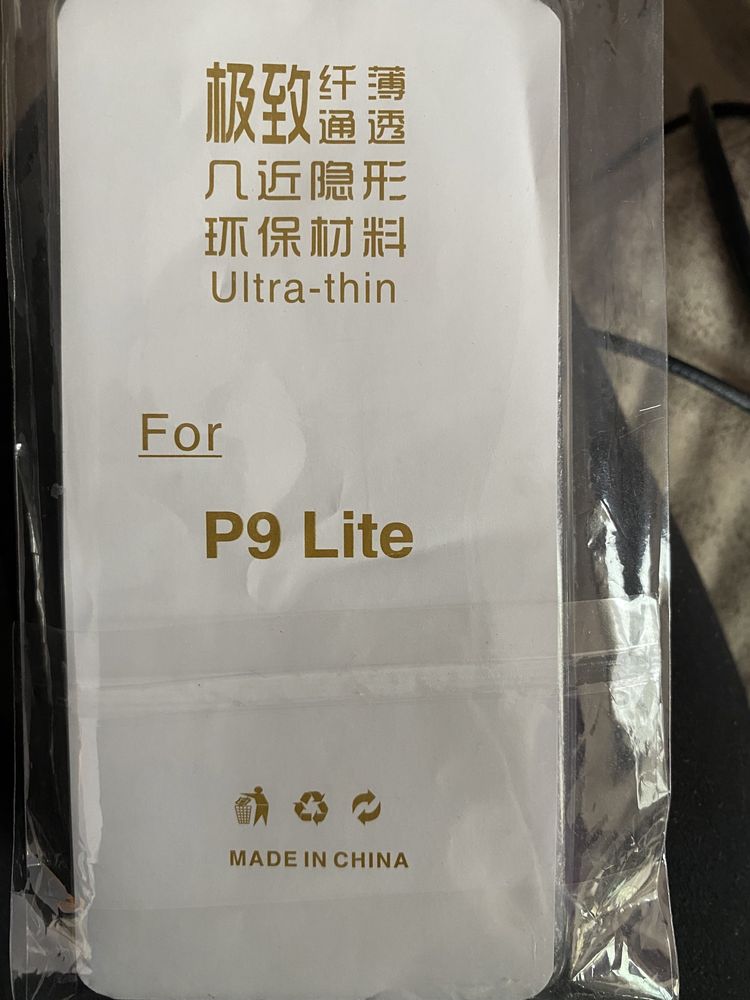 极致纤薄
通透
几近隐形
环保材料
Ultra-thin
For
P9 Lite
MADE IN CHINA